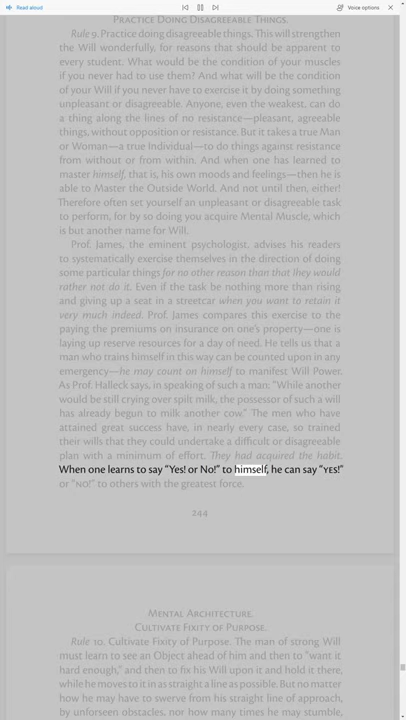 Read aloud
Voice options
PRACTICE DOING DISAGREEABLE THINGS.
Rule 9. Practice doing disagreeable things. This will strengthen
the Will wonderfully, for reasons that should be apparent to
every student. What would be the condition of your muscles
if you never had to use them? And what will be the condition
of your Will if you never have to exercise it by doing something
unpleasant or disagreeable. Anyone, even the weakest, can do
a thing along the lines of no resistance—pleasant, agreeable
things, without opposition or resistance. But it takes a true Man
or Woman—a true Individual—to do things against resistance
from without or from within. And when one has learned to
master himself, that is, his own moods and feelings—then he is
able to Master the Outside World. And not until then, either!
Therefore often set yourself an unpleasant or disagreeable task
to perform, for by so doing you acquire Mental Muscle, which
is but another name for Will.
Prof. James, the eminent psychologist, advises his readers
to systematically exercise themselves in the direction of doing
some particular things for no other reason than that they would
rather not do it. Even if the task be nothing more than rising
and giving up a seat in a streetcar when you want to retain it
very much indeed. Prof. James compares this exercise to the
paying the premiums on insurance on one's property—one is
laying up reserve resources for a day of need. He tells us that a
man who trains himself in this way can be counted upon in any
emergency—he may count on himself to manifest Will Power.
As Prof. Halleck says, in speaking of such a man: "While another
would be still crying over spilt milk, the possessor of such a will
has already begun to milk another cow." The men who have
attained great success have, in nearly every case, so trained
their wills that they could undertake a difficult or disagreeable
plan with a minimum of effort. They had acquired the habit.
When one learns to say "Yes! or No!" to himself, he can say "YES!"
or "NO!" to others with the greatest force.
244
MENTAL ARCHITECTURE.
CULTIVATE FIXITY OF PURPOSE.
Rule 10. Cultivate Fixity of Purpose. The man of strong Will
must learn to see an Object ahead of him and then to "want it
hard enough," and then to fix his Will upon it and hold it there,
while he moves to it in as straight a line as possible. But no matter
how he may have to swerve from his straight line of approach,
by unforseen obstacles, nor how many times he may stumble,